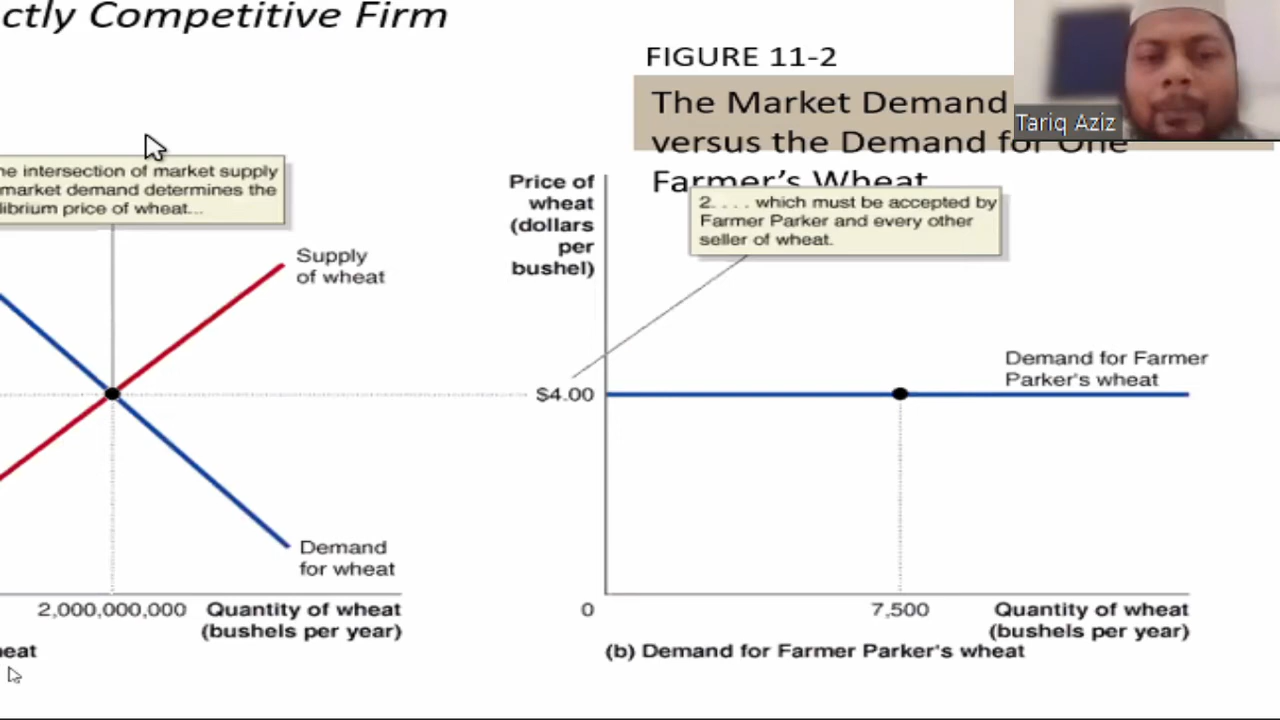 ctly Competitive Firm
FIGURE 11-2
The Market Demand
versus the Demand for One
Farmer's Wheat
Tariq Aziz
he intersection of market supply
market demand determines the
librium price of wheat...
Supply
of wheat
Demand
for wheat
2,000,000,000
Quantity of wheat
(bushels per year)
eat
Price of
wheat
(dollars
per
bushel)
2. . . . which must be accepted by
Farmer Parker and every other
seller of wheat.
$4.00
Demand for Farmer
Parker's wheat
0
7,500
Quantity of wheat
(bushels per year)
(b) Demand for Farmer Parker's wheat